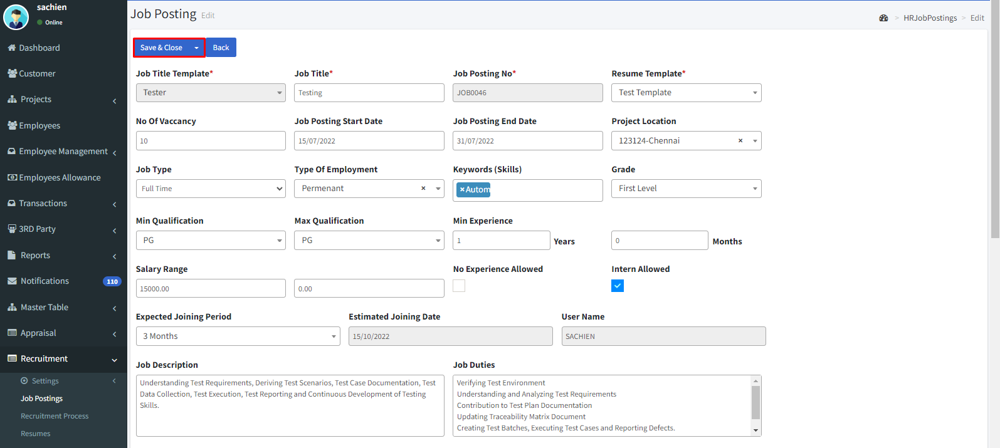 sachien
Online
Dashboard
Customer
Projects
Employees
Employee Management
Employees Allowance
Transactions
3RD Party
Reports
Notifications 110
Master Table
Appraisal
Recruitment
Settings
Job Postings
Recruitment Process
Resumes
Job Posting Edit
> HRJobPostings > Edit
Save & Close Back
Job Title Template* Job Title* Job Posting No* Resume Template*
Tester Testing JOB0046 Test Template
No Of Vaccancy Job Posting Start Date Job Posting End Date Project Location
10 15/07/2022 31/07/2022 123124-Chennai ×
Job Type Type Of Employment Keywords (Skills) Grade
Full Time Permenant × ×Autom First Level
Min Qualification Max Qualification Min Experience
PG PG 1 Years 0 Months
Salary Range No Experience Allowed Intern Allowed
15000.00 0.00
Expected Joining Period Estimated Joining Date User Name
3 Months 15/10/2022 SACHIEN
Job Description
Understanding Test Requirements, Deriving Test Scenarios, Test Case Documentation, Test
Data Collection, Test Execution, Test Reporting and Continuous Development of Testing
Skills.
Job Duties
Verifying Test Environment
Understanding and Analyzing Test Requirements
Contribution to Test Plan Documentation
Updating Traceability Matrix Document
Creating Test Batches, Executing Test Cases and Reporting Defects.